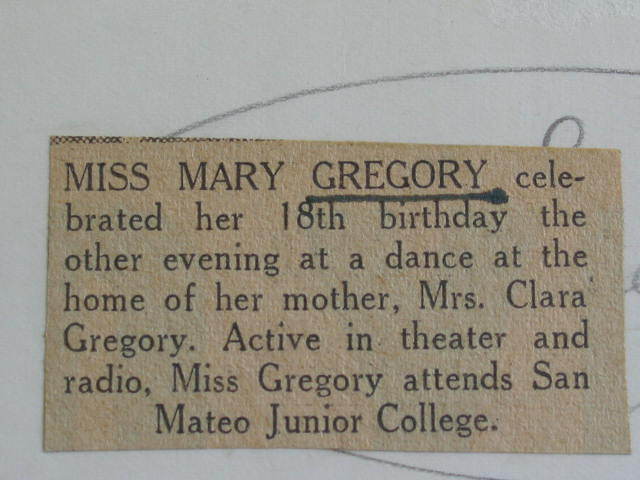 MISS MARY GREGORY cele-
brated her 18th birthday the
other evening at a dance at the
home of her mother, Mrs. Clara
Gregory. Active in theater and
radio, Miss Gregory attends San
Mateo Junior College.